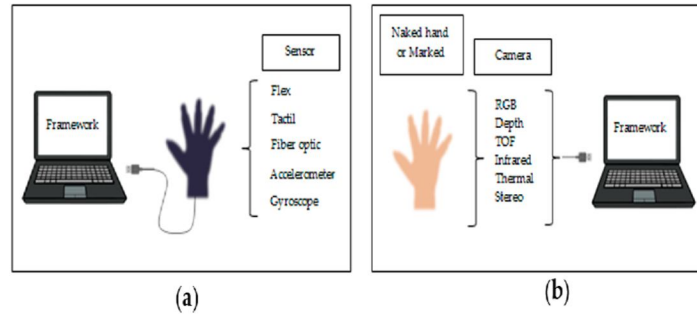 Sensor
Framework
Flex
Tactil
Fiber optic
Accelerometer
Gyroscope
(a)
Naked hand
or Marked
Camera
RGB
Depth
TOF
Infrared
Thermal
Stereo
Framework
(b)